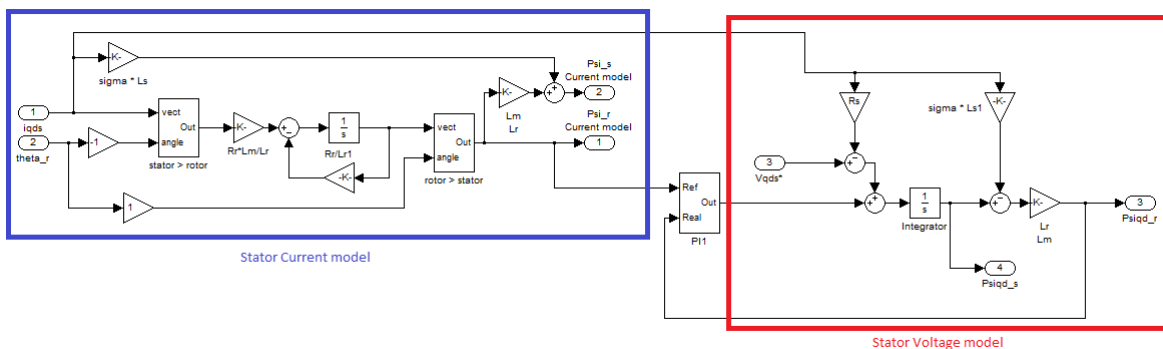 K-
sigma * Ls
Psi_s
Current model
2
K-
Lm
Lr
Psi_r
Current model
1
1
iqds
2
theta_r
-1
vect
Out
angle
stator > rotor
K-
Rr*Lm/Lr
1
s
Rr/Lr1
-K-
vect
Out
angle
rotor > stator
1
Stator Current model
Ref
Out
Real
PI1
Rs
-K-
sigma * Ls1
3
Vqds*
1
s
Integrator
K-
Lr
Lm
3
Psiqd_r
4
Psiqd_s
Stator Voltage model